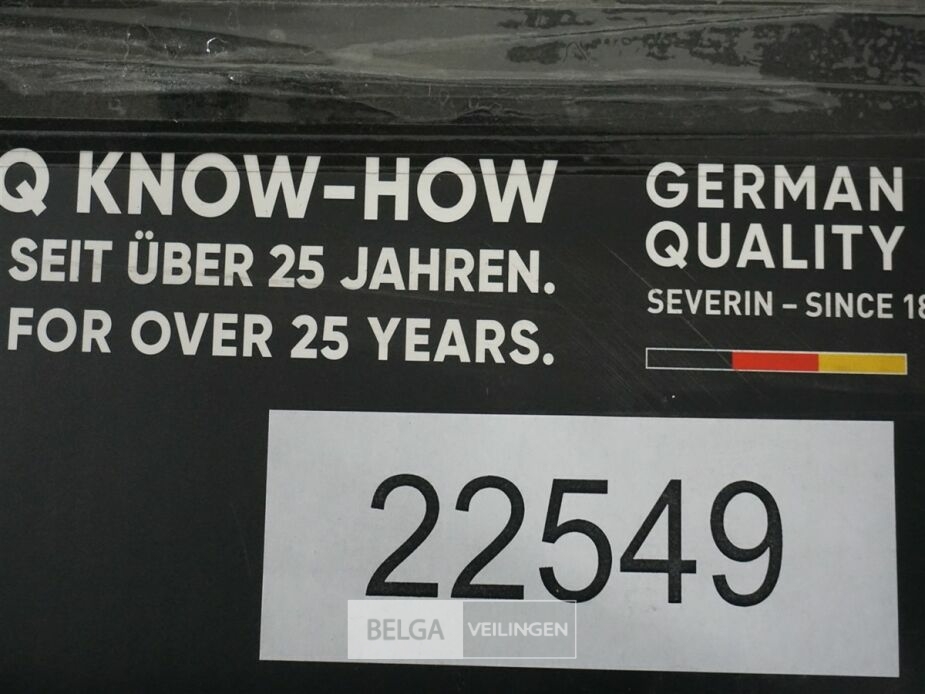 Q KNOW-HOW
SEIT ÜBER 25 JAHREN.
FOR OVER 25 YEARS.
GERMAN
QUALITY
SEVERIN – SINCE 18
22549
BELGA VEILINGEN